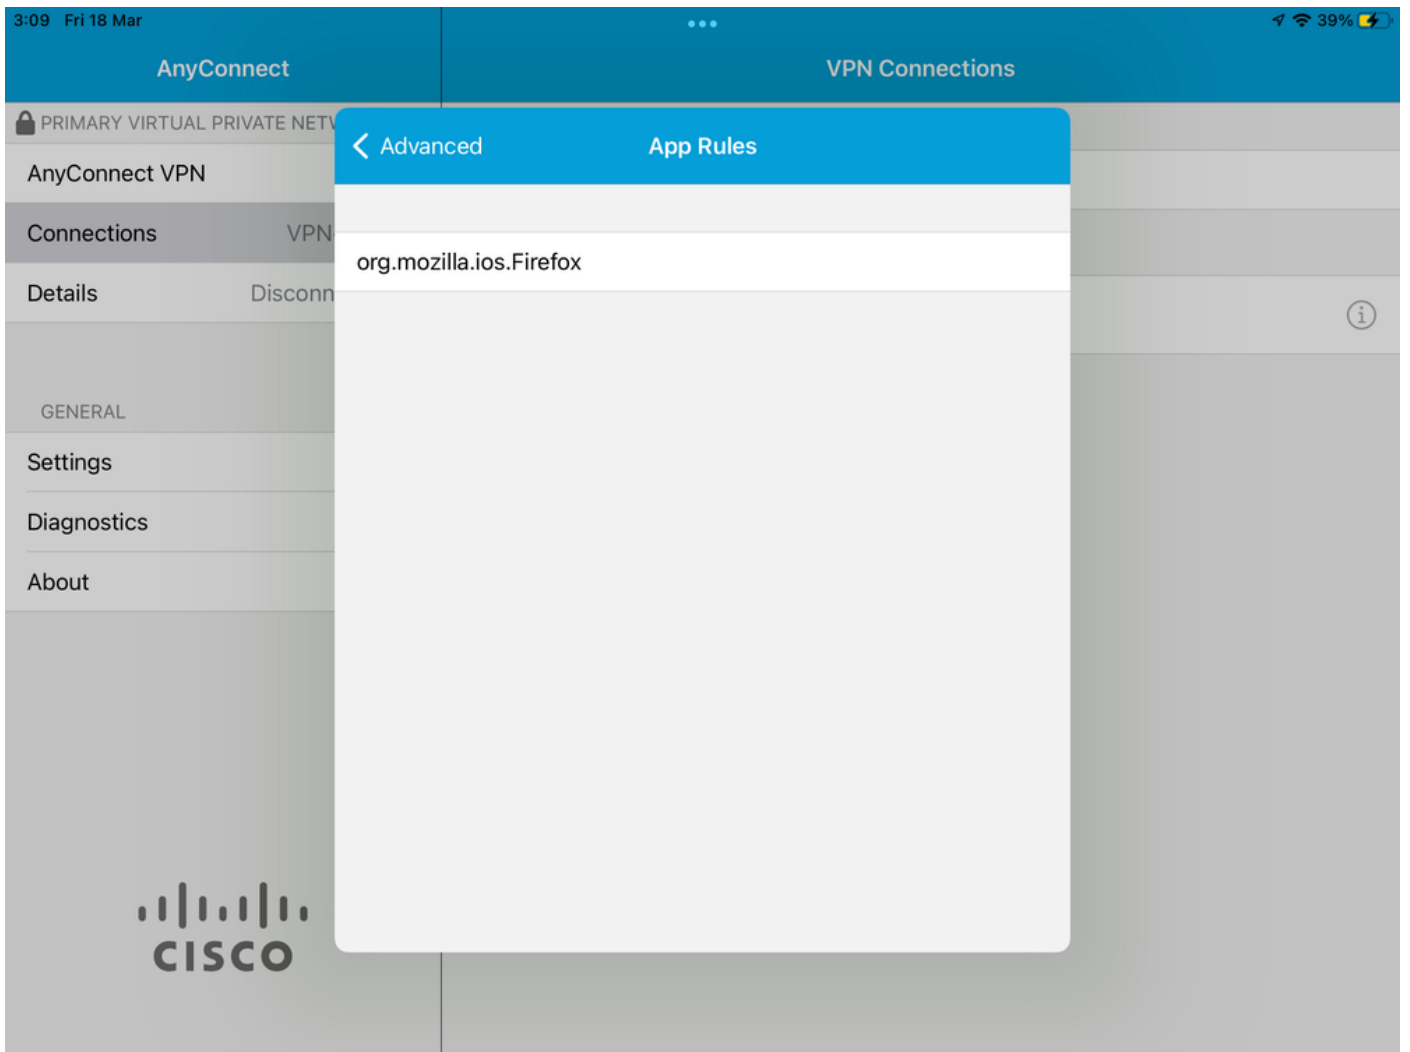 3:09 Fri 18 Mar
39%
AnyConnect
VPN Connections
PRIMARY VIRTUAL PRIVATE NETV
AnyConnect VPN
Connections VPN-
Details Disconn
GENERAL
Settings
Diagnostics
About
CISCO
Advanced App Rules
org.mozilla.ios.Firefox